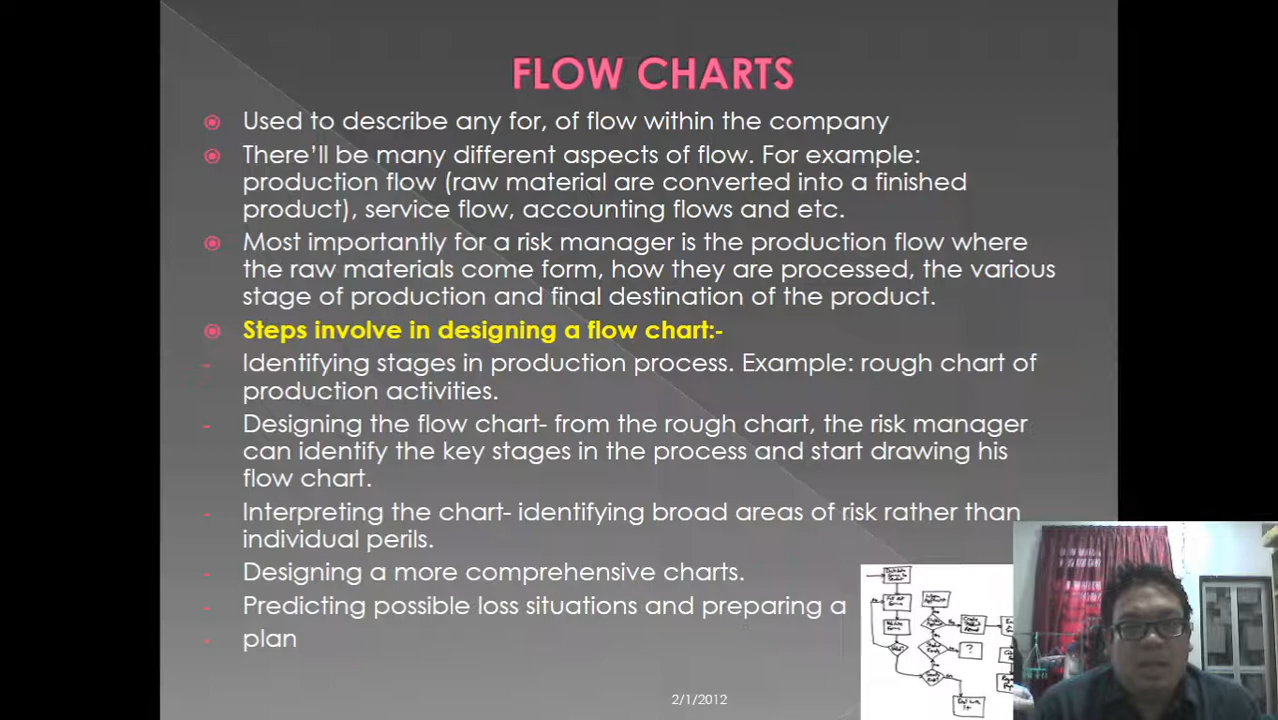 FLOW CHARTS
Used to describe any for, of flow within the company
There'll be many different aspects of flow. For example:
production flow (raw material are converted into a finished
product), service flow, accounting flows and etc.
Most importantly for a risk manager is the production flow where
the raw materials come form, how they are processed, the various
stage of production and final destination of the product.
Steps involve in designing a flow chart:-
- Identifying stages in production process. Example: rough chart of
production activities.
- Designing the flow chart- from the rough chart, the risk manager
can identify the key stages in the process and start drawing his
flow chart.
- Interpreting the chart- identifying broad areas of risk rather than
individual perils.
- Designing a more comprehensive charts.
- Predicting possible loss situations and preparing a
- plan
?
2/1/2012